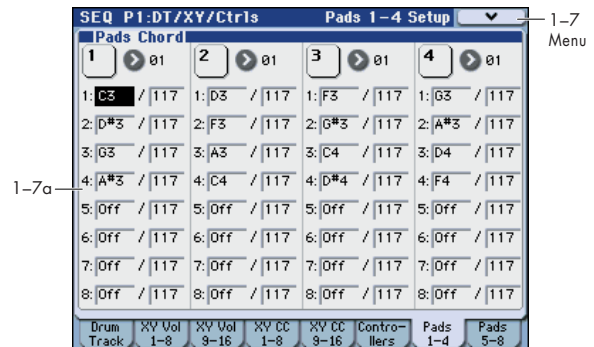 SEQ P1:DT/XY/Ctrls Pads 1-4 Setup
1–7
Menu
Pads Chord
1 01 2 01 3 01 4 01
1: C3 / 117 1: D3 / 117 1: F3 / 117 1: G3 / 117
2: D#3 / 117 2: F3 / 117 2: G#3 / 117 2: A#3 / 117
3: G3 / 117 3: A3 / 117 3: C4 / 117 3: D4 / 117
1–7a
4: A#3 / 117 4: C4 / 117 4: D#4 / 117 4: F4 / 117
5: Off / 117 5: Off / 117 5: Off / 117 5: Off / 117
6: Off / 117 6: Off / 117 6: Off / 117 6: Off / 117
7: Off / 117 7: Off / 117 7: Off / 117 7: Off / 117
8: Off / 117 8: Off / 117 8: Off / 117 8: Off / 117
Drum XY Vol XY Vol XY CC XY CC Contro- Pads Pads
Track 1-8 9-16 1-8 9-16 llers 1-4 5-8